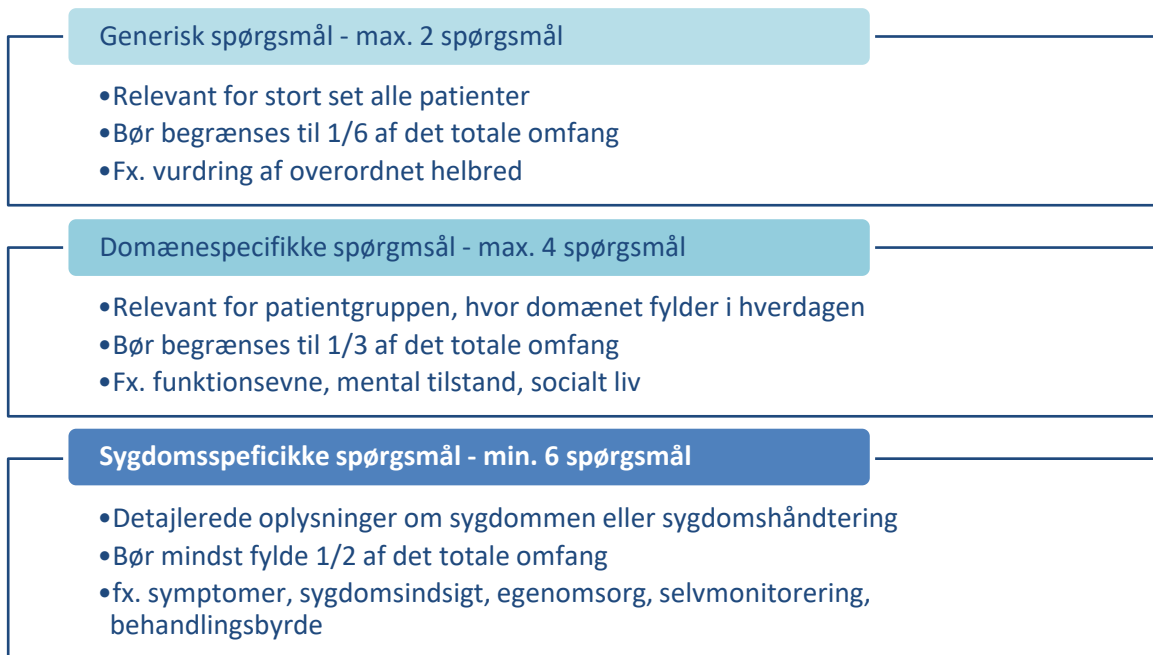 Generisk spørgsmål - max. 2 spørgsmål
•Relevant for stort set alle patienter
•Bør begrænses til 1/6 af det totale omfang
•Fx. vurdring af overordnet helbred
Domænespecifikke spørgmsål - max. 4 spørgsmål
•Relevant for patientgruppen, hvor domænet fylder i hverdagen
•Bør begrænses til 1/3 af det totale omfang
•Fx. funktionsevne, mental tilstand, socialt liv
Sygdomsspeficikke spørgsmål - min. 6 spørgsmål
•Detajlerede oplysninger om sygdommen eller sygdomshåndtering
•Bør mindst fylde 1/2 af det totale omfang
•fx. symptomer, sygdomsindsigt, egenomsorg, selvmonitorering,
behandlingsbyrde